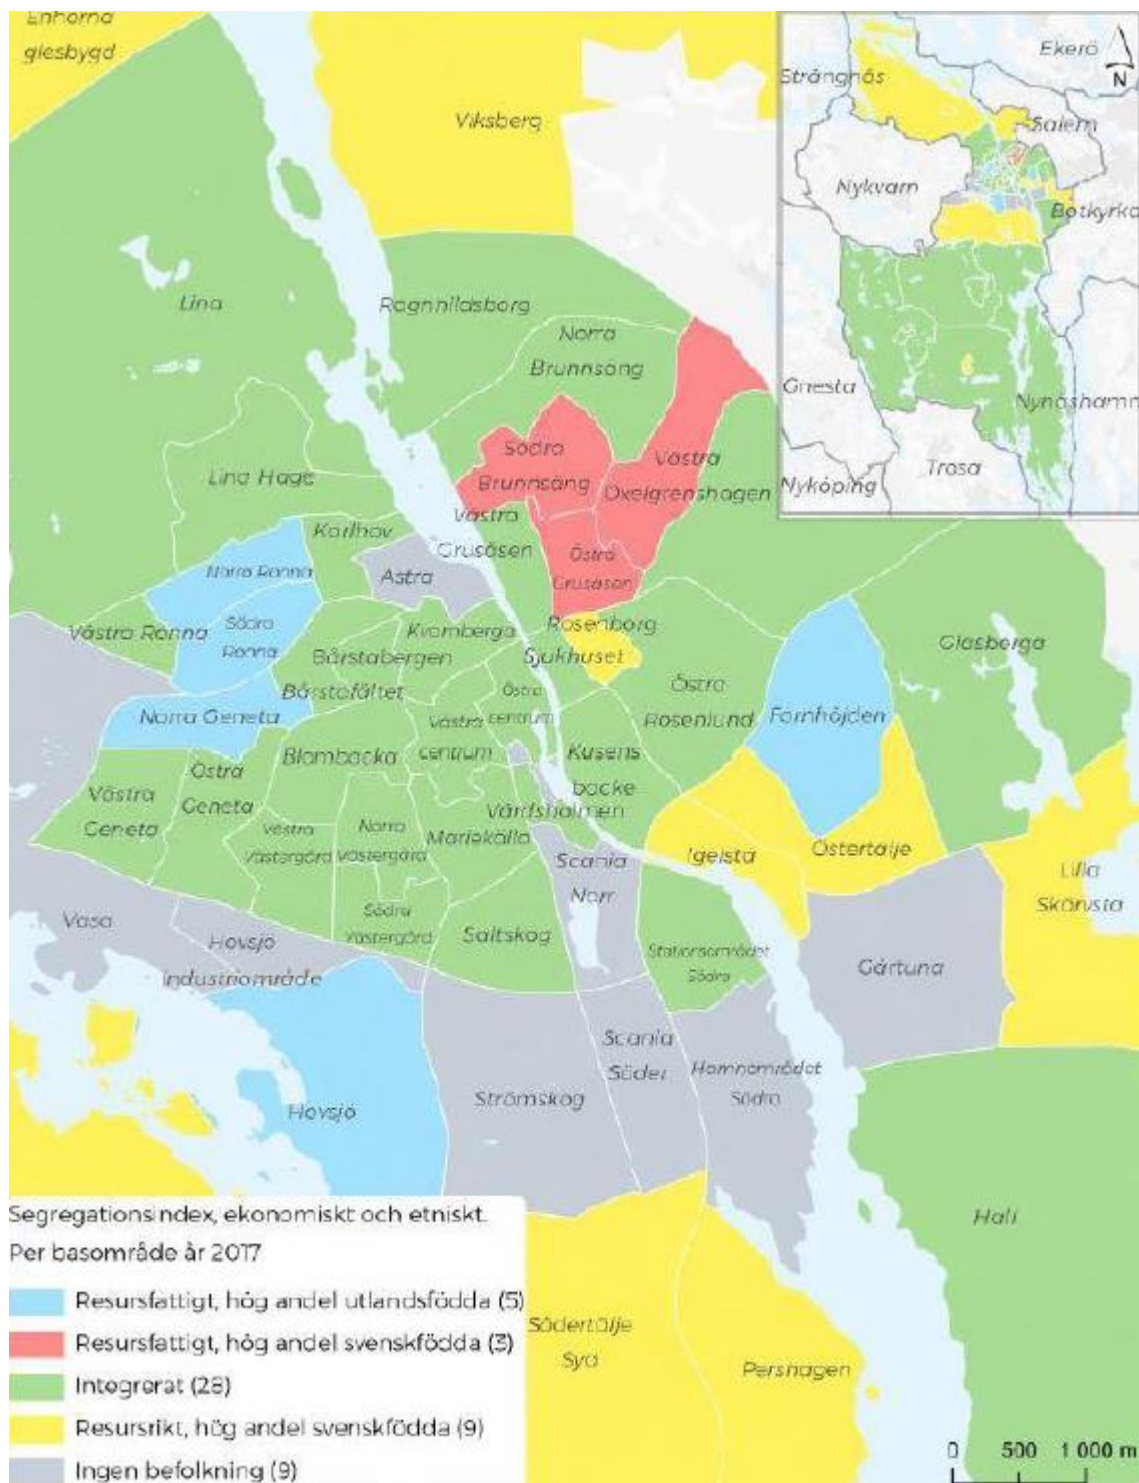 Enhörna
glesbygd
Viksberg
Ekerö
N
Strängnäs
Salem
Nykvarn
Botkyrka
Gnesta
Nynäshamn
Trosa
Nyköping
Lina
Ragnhildsborg
Norra
Brunnsäng
Södra
Brunnsäng
Västra
Oxelgrenshagen
Lina Hage
Västra
Grusåsen
Karlhov
Astra
Östra
Grusåsen
Norra Ronna
Västra Ronna
Södra
Ronna
Kvarnberga
Rosenborg
Sjukhuset
Glasberga
Bårstabergen
Bårstafältet
Norra Geneta
Östra
centrum
Västra
centrum
Östra
Rosenlund
Fornhöjden
Blombacka
Kusens
backe
Västra
Geneta
Östra
Geneta
Vårdsholmen
Västra
Västergård
Norra
Västergård
Mariekälla
Scania
Norr
Igelsta
Östertälje
Lilla
Skårvsta
Vasa
Hovsjö
industriområde
Södra
Västergård
Saltskog
Stationsområdet
Södra
Gärtuna
Hovsjö
Strömskog
Scania
Söder
Hamnområdet
Södra
Hall
Södertälje
Syd
Pershagen
Segregationsindex, ekonomiskt och etniskt.
Per basområde år 2017
Resursfattigt, hög andel utlandsfödda (5)
Resursfattigt, hög andel svenskfödda (3)
Integrerat (28)
Resursrikt, hög andel svenskfödda (9)
Ingen befolkning (9)
0 500 1 000 m